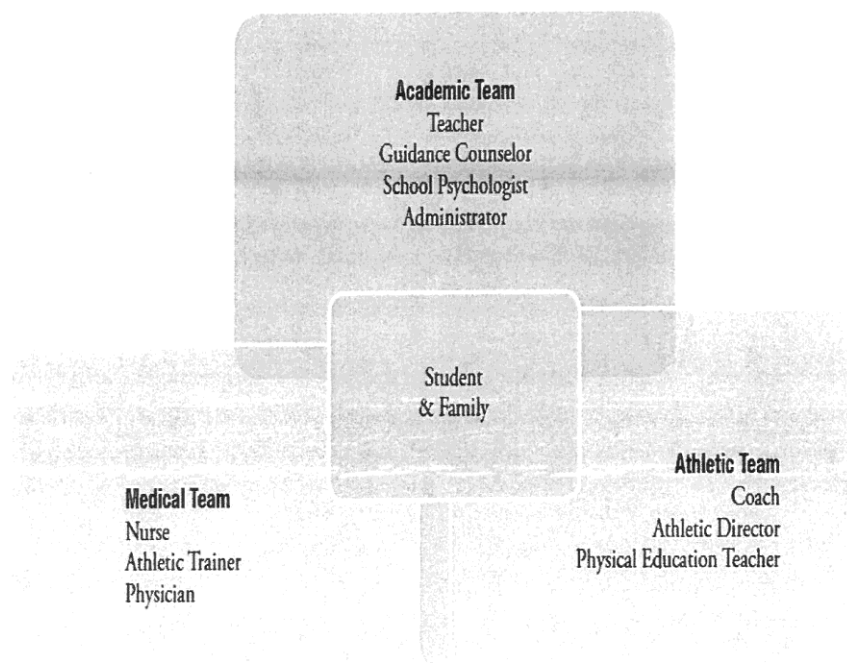 Academic Team
Teacher
Guidance Counselor
School Psychologist
Administrator
Student
& Family
Medical Team
Nurse
Athletic Trainer
Physician
Athletic Team
Coach
Athletic Director
Physical Education Teacher